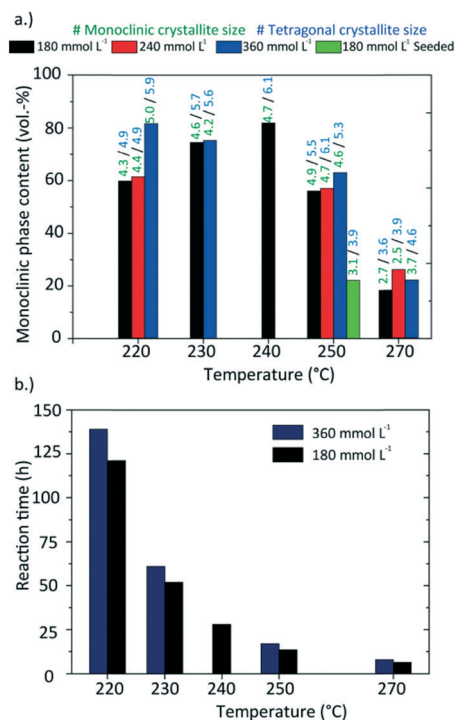 a.)
# Monoclinic crystallite size # Tetragonal crystallite size
180 mmol L⁻¹ 240 mmol L¹ 360 mmol L⁻¹ 180 mmol L¹ Seeded
100
80
60
40
20
0
Monoclinic phase content (vol.-%)
4.3 / 4.9
4.4 / 4.9
5.0 / 5.9
4.6 / 5.7
4.2 / 5.6
4.7 / 6.1
4.9 / 5.5
4.7 / 6.1
4.6 / 5.3
3.1 / 3.9
2.7 / 3.6
2.5 / 3.9
3.7 / 4.6
220 230 240 250 270
Temperature (°C)
b.)
150
125
100
75
50
25
0
Reaction time (h)
360 mmol L⁻¹
180 mmol L⁻¹
220 230 240 250 270
Temperature (°C)